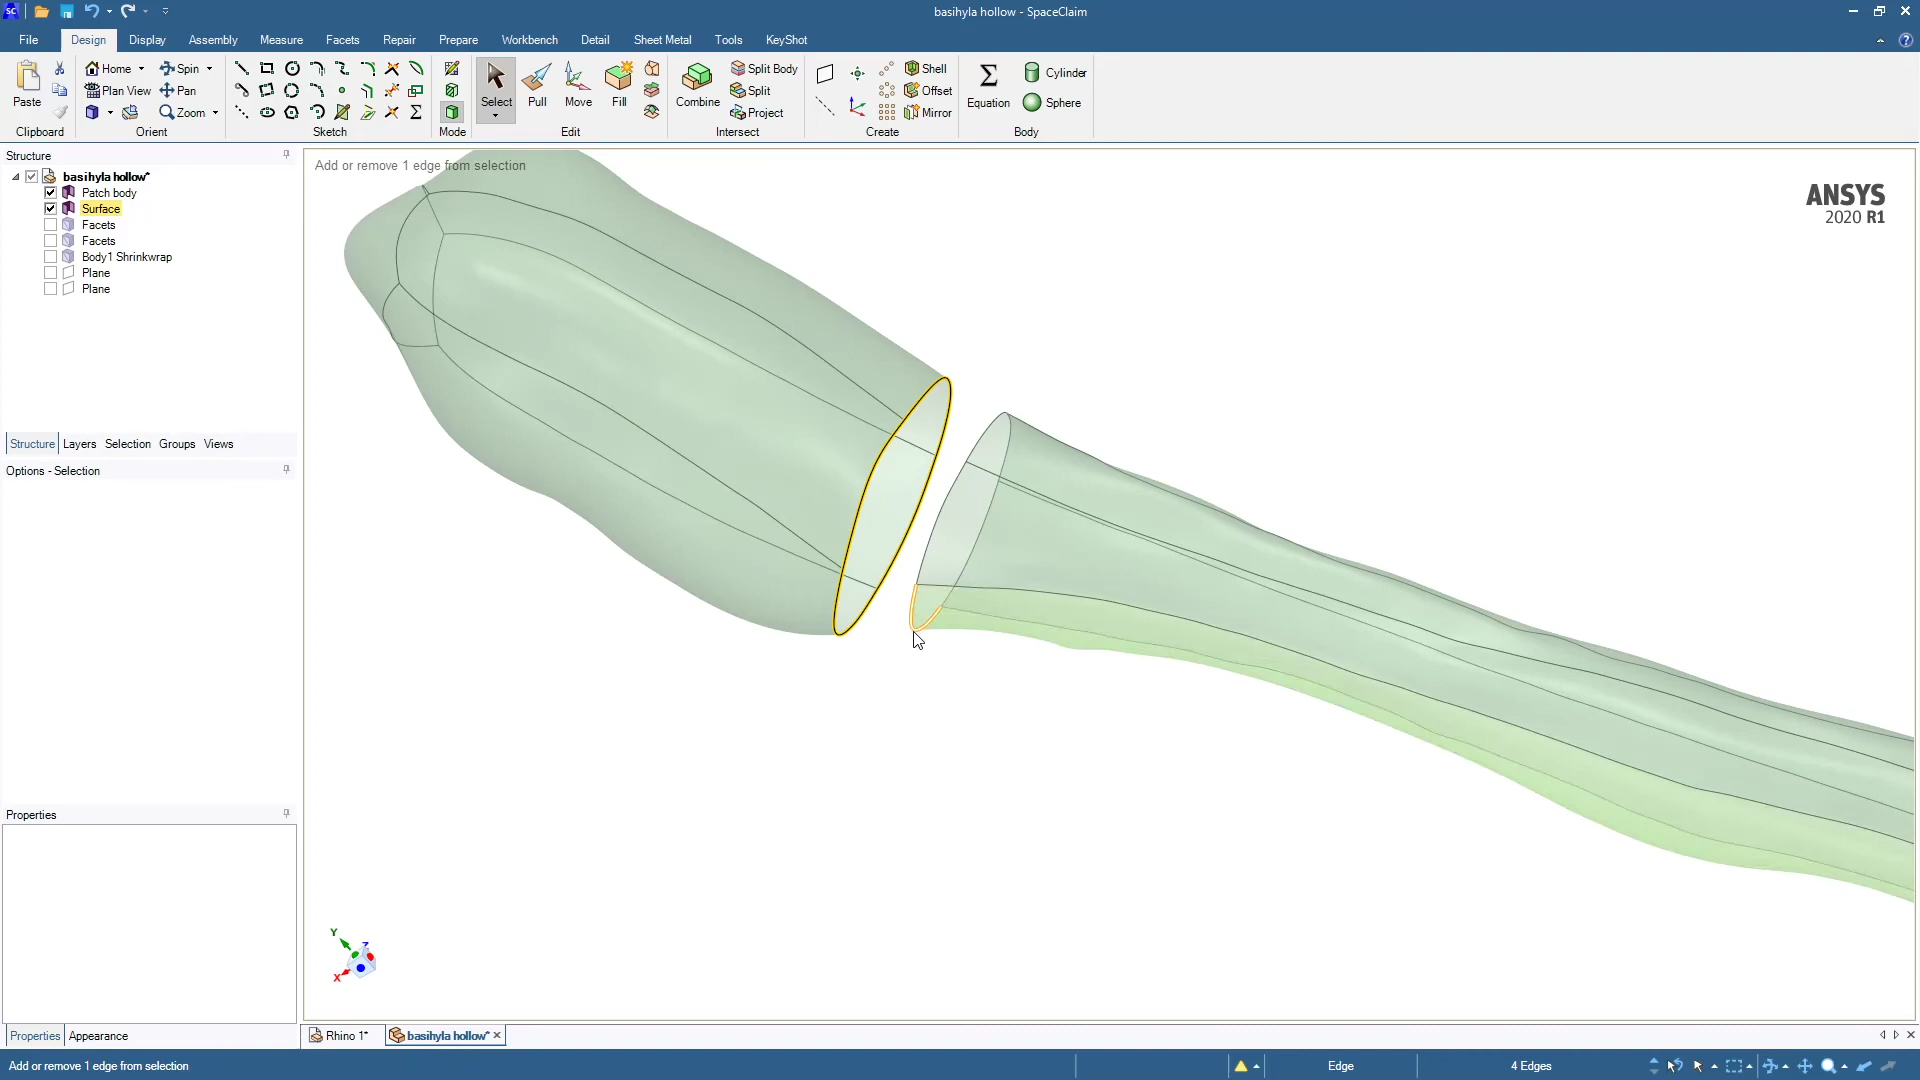 SC
basihyla hollow - SpaceClaim
File Design Display Assembly Measure Facets Repair Prepare Workbench Detail Sheet Metal Tools KeyShot
Paste
Home Spin
Plan View Pan
Zoom
Select Pull Move Fill
Combine
Split Body
Split
Project
Shell
Offset
Mirror
Equation
Cylinder
Sphere
Clipboard Orient Sketch Mode Edit Intersect Create Body
Structure
basihyla hollow*
Patch body
Surface
Facets
Facets
Body1 Shrinkwrap
Plane
Plane
Structure Layers Selection Groups Views
Options - Selection
Properties
Properties Appearance
Add or remove 1 edge from selection
ANSYS
2020 R1
Y
Z
X
Rhino 1*
basihyla hollow*
Add or remove 1 edge from selection
Edge
4 Edges